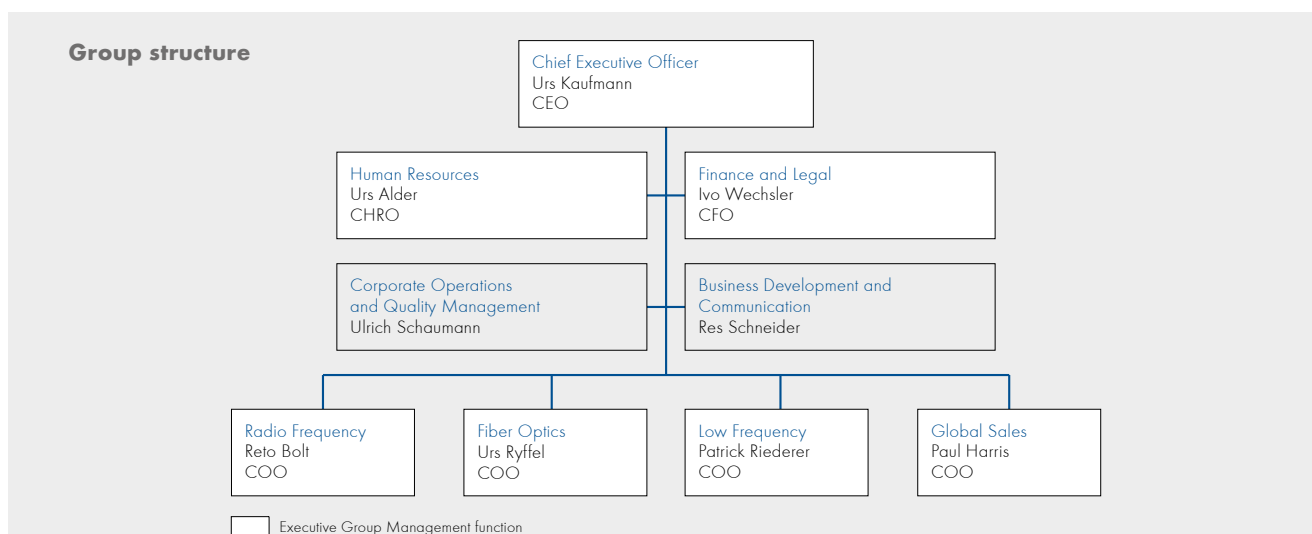 Group structure
Chief Executive Officer
Urs Kaufmann
CEO
Human Resources
Urs Alder
CHRO
Finance and Legal
Ivo Wechsler
CFO
Corporate Operations
and Quality Management
Ulrich Schaumann
Business Development and
Communication
Res Schneider
Radio Frequency
Reto Bolt
COO
Fiber Optics
Urs Ryffel
COO
Low Frequency
Patrick Riederer
COO
Global Sales
Paul Harris
COO
Executive Group Management function